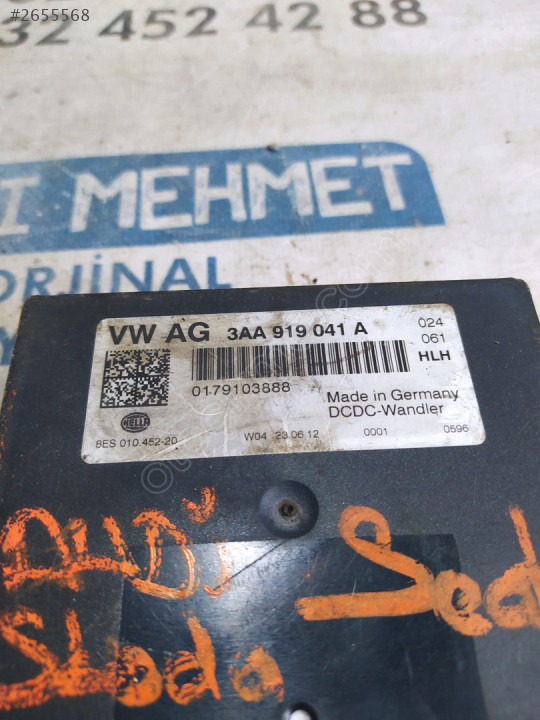 #2655568
32 452 42 88
I MEHMET
ORJİNAL
VW AG 3AA 919 041 A
024
061
HLH
0179103888
Made in Germany
DCDC-Wandler
HELLA
8ES 010.452-20 W04 23.06.12 0001 0596
AUDİ
Sed
Skoda